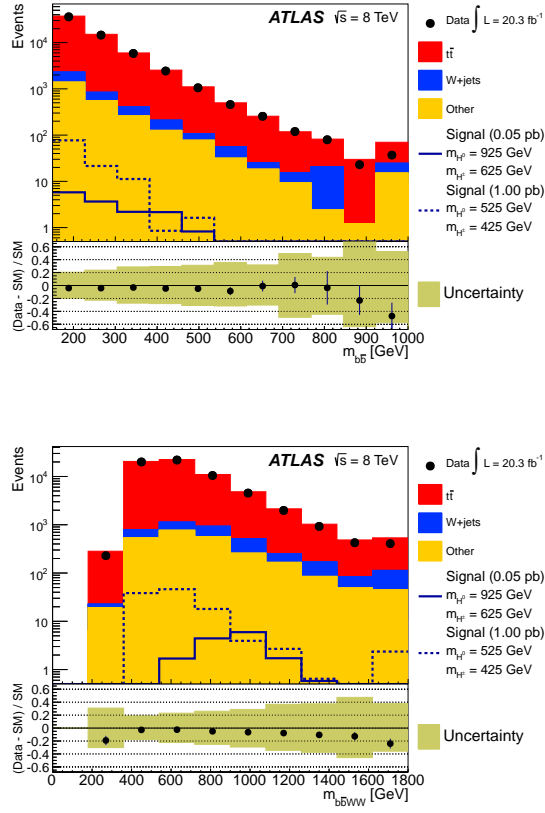 Events
ATLAS √s = 8 TeV
10⁴
10³
10²
10
1
Data ∫ L = 20.3 fb⁻¹
tt̄
W+jets
Other
Signal (0.05 pb)
m_H⁰ = 925 GeV
m_H± = 625 GeV
Signal (1.00 pb)
m_H⁰ = 525 GeV
m_H± = 425 GeV
(Data - SM) / SM
0.6
0.4
0.2
0
-0.2
-0.4
-0.6
Uncertainty
200 300 400 500 600 700 800 900 1000
m_bb̄ [GeV]
Events
ATLAS √s = 8 TeV
10⁴
10³
10²
10
1
Data ∫ L = 20.3 fb⁻¹
tt̄
W+jets
Other
Signal (0.05 pb)
m_H⁰ = 925 GeV
m_H± = 625 GeV
Signal (1.00 pb)
m_H⁰ = 525 GeV
m_H± = 425 GeV
(Data - SM) / SM
0.6
0.4
0.2
0
-0.2
-0.4
-0.6
Uncertainty
0 200 400 600 800 1000 1200 1400 1600 1800
m_bb̄WW [GeV]